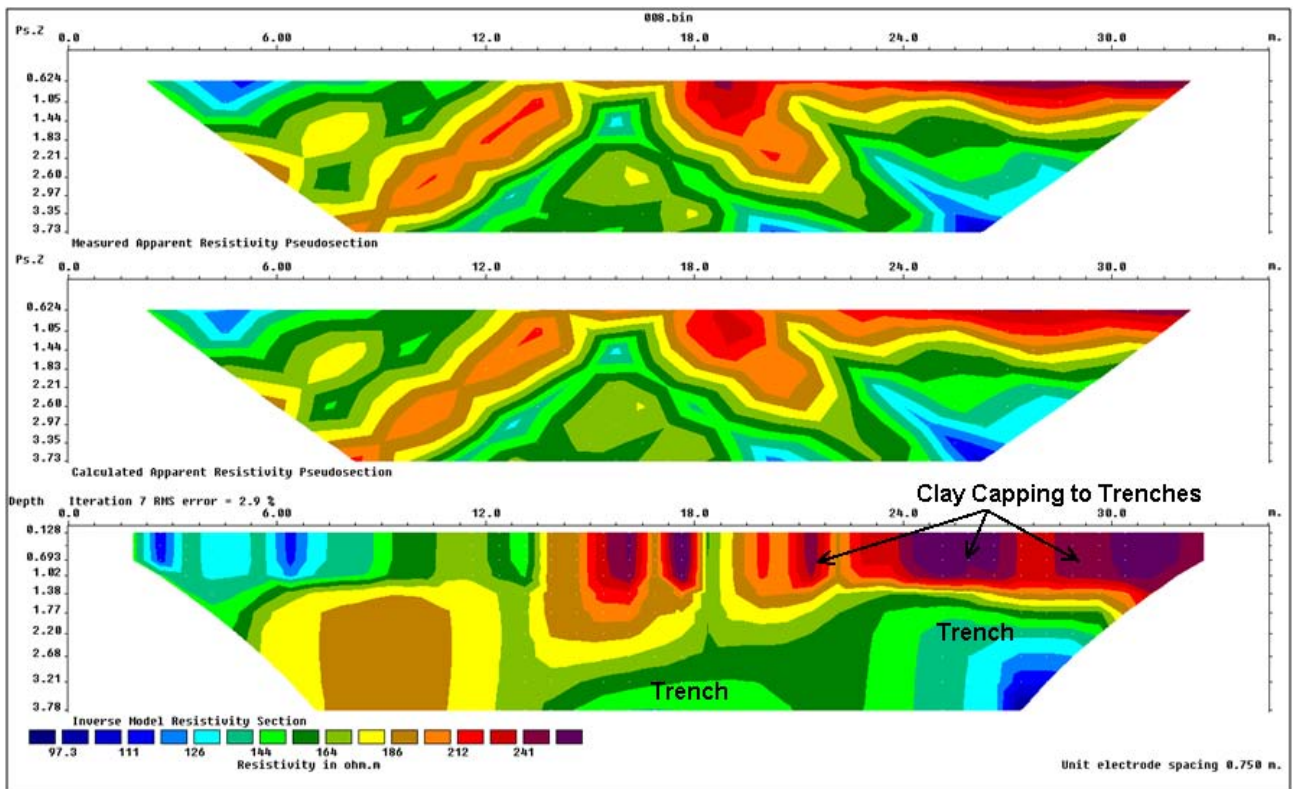 008.bin
Ps.Z 0.0 6.00 12.0 18.0 24.0 30.0 m.
0.624
1.05
1.44
1.83
2.21
2.60
2.97
3.35
3.73
Measured Apparent Resistivity Pseudosection
Ps.Z 0.0 6.00 12.0 18.0 24.0 30.0 m.
0.624
1.05
1.44
1.83
2.21
2.60
2.97
3.35
3.73
Calculated Apparent Resistivity Pseudosection
Depth Iteration 7 RMS error = 2.9 %
Clay Capping to Trenches
0.0 6.00 12.0 18.0 24.0 30.0 m.
0.128
0.693
1.02
1.38
1.77
2.20
2.68
3.21
3.78
Trench
Trench
Inverse Model Resistivity Section
97.3 111 126 144 164 186 212 241
Resistivity in ohm.m
Unit electrode spacing 0.750 m.